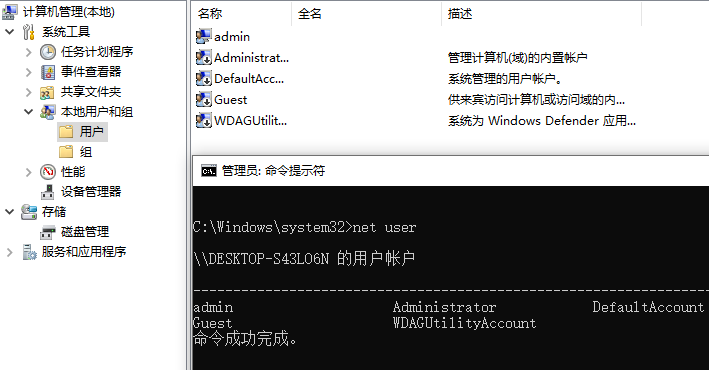 计算机管理(本地)
系统工具
任务计划程序
事件查看器
共享文件夹
本地用户和组
用户
组
性能
设备管理器
存储
磁盘管理
服务和应用程序
名称 全名 描述
admin
Administrat... 管理计算机(域)的内置帐户
DefaultAcc... 系统管理的用户帐户。
Guest 供来宾访问计算机或访问域的内...
WDAGUtilit... 系统为 Windows Defender 应用...
管理员: 命令提示符
C:\Windows\system32>net user
\\DESKTOP-S43LO6N 的用户帐户
-------------------------------------------------------------------------------
admin Administrator DefaultAccount
Guest WDAGUtilityAccount
命令成功完成。